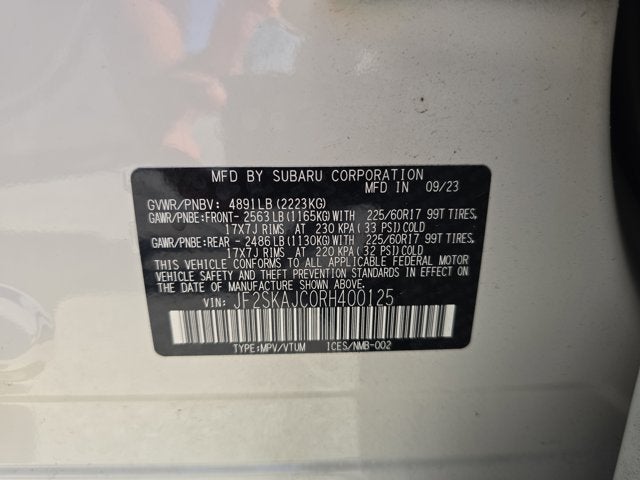 MFD BY SUBARU CORPORATION
MFD IN 09/23
GVWR/PNBV: 4891LB (2223KG)
GAWR/PNBE:FRONT- 2563LB (1165KG) WITH 225/60R17 99T TIRES,
17X7J RIMS AT 230 KPA (33 PSI) COLD
GAWR/PNBE:REAR - 2486LB (1130KG) WITH 225/60R17 99T TIRES,
17X7J RIMS AT 220 KPA (32 PSI) COLD
THIS VEHICLE CONFORMS TO ALL APPLICABLE FEDERAL MOTOR
VEHICLE SAFETY AND THEFT PREVENTION STANDARDS IN EFFECT ON
THE DATE OF MANUFACTURE SHOWN ABOVE.
VIN: JF2SKAJC0RH400125
TYPE:MPV/VTUM ICES/NMB-002